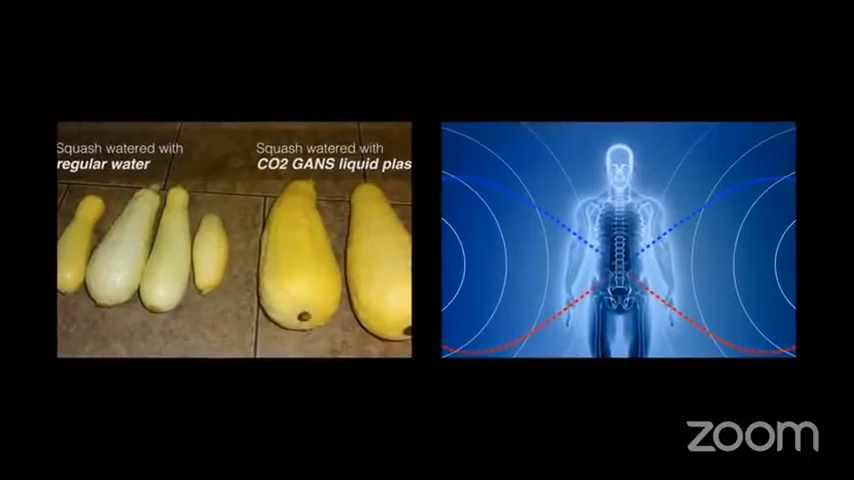 Squash watered with
regular water
Squash watered with
CO2 GANS liquid plas
zoom